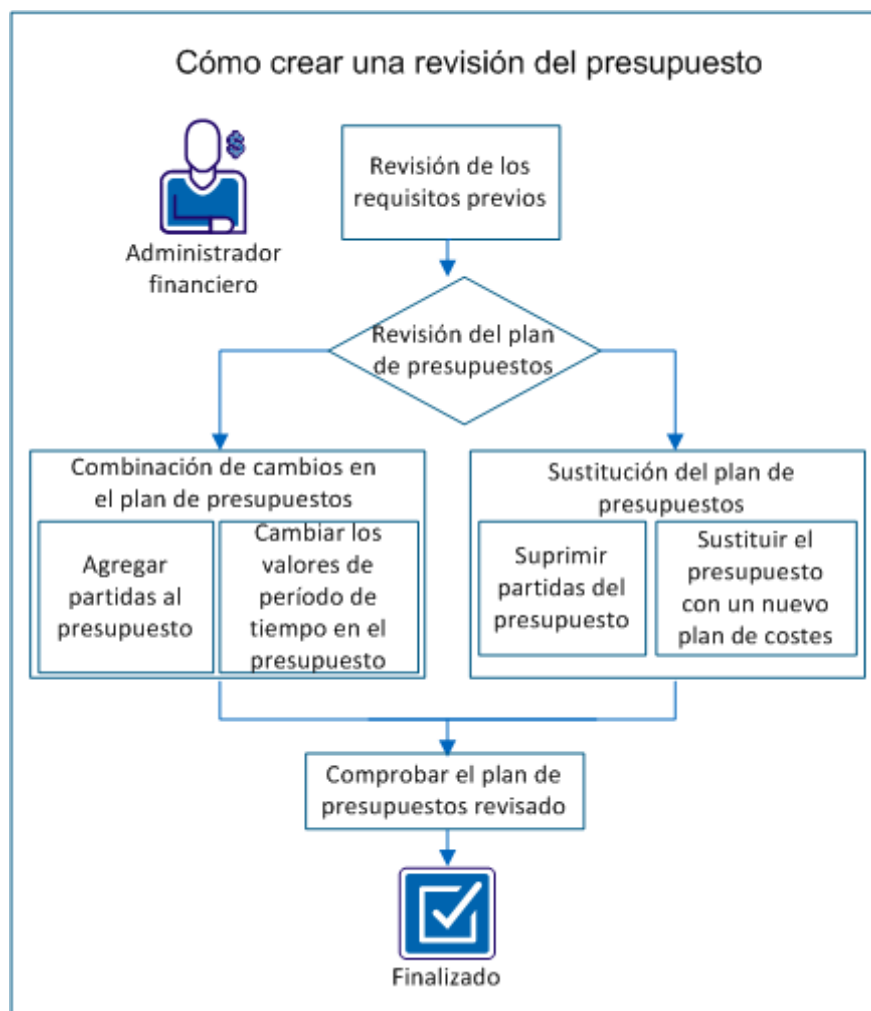 Cómo crear una revisión del presupuesto
Revisión de los
requisitos previos
Administrador
financiero
Revisión del plan
de presupuestos
Combinación de cambios en
el plan de presupuestos
Agregar
partidas al
presupuesto
Cambiar los
valores de
período de
tiempo en el
presupuesto
Sustitución del plan de
presupuestos
Suprimir
partidas del
presupuesto
Sustituir el
presupuesto
con un nuevo
plan de costes
Comprobar el plan de
presupuestos revisado
Finalizado